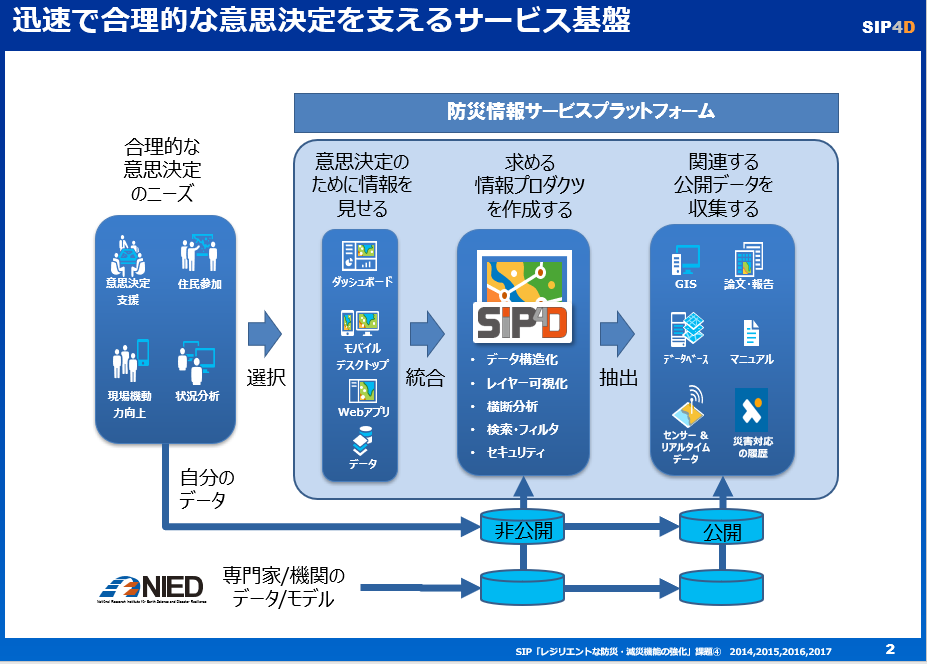 迅速で合理的な意思決定を支えるサービス基盤
SIP4D
防災情報サービスプラットフォーム
合理的な
意思決定
のニーズ
意思決定の
ために情報を
見せる
求める
情報プロダクツ
を作成する
関連する
公開データを
収集する
意思決定
支援
住民参加
現場機動
力向上
状況分析
選択
ダッシュボード
モバイル
デスクトップ
Webアプリ
データ
統合
SIP4D
・ データ構造化
・ レイヤー可視化
・ 横断分析
・ 検索・フィルタ
・ セキュリティ
抽出
GIS
論文・報告
データベース
マニュアル
センサー &
リアルタイム
データ
災害対応
の履歴
自分の
データ
非公開
公開
NIED
National Research Institute for Earth Science and Disaster Resilience
専門家/機関の
データ/モデル
SIP「レジリエントな防災・減災機能の強化」課題④ 2014,2015,2016,2017
2